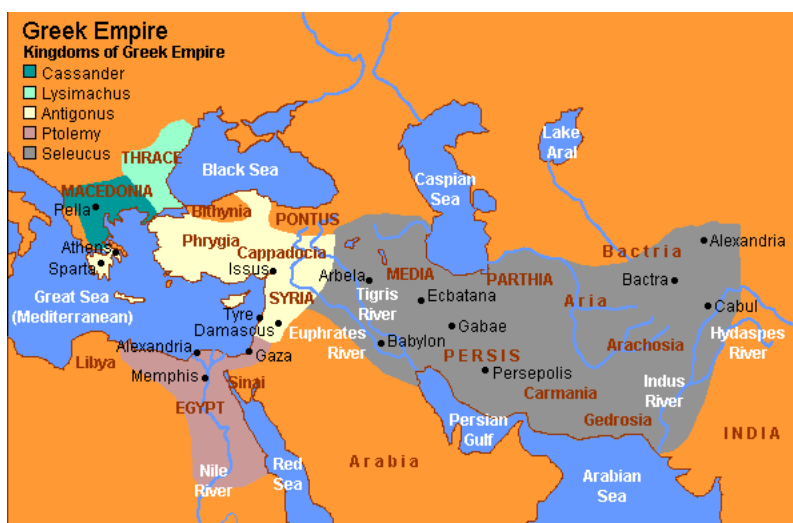 Greek Empire
Kingdoms of Greek Empire
Cassander
Lysimachus
Antigonus
Ptolemy
Seleucus
THRACE
Black Sea
Caspian
Sea
Lake
Aral
MACEDONIA
Pella
Bithynia
PONTUS
Athens
Sparta
Phrygia
Cappadocia
Issus
Arbela
MEDIA
Tigris
River
Ecbatana
PARTHIA
Bactria
Alexandria
Bactra
Aria
Cabul
Great Sea
(Mediterranean)
SYRIA
Tyre
Damascus
Euphrates
River
Babylon
Gabae
Arachosia
Hydaspes
River
Alexandria
Gaza
Libya
Memphis
Sinai
PERSIS
Persepolis
Carmania
Indus
River
EGYPT
Persian
Gulf
Gedrosia
INDIA
Nile
River
Red
Sea
Arabia
Arabian
Sea